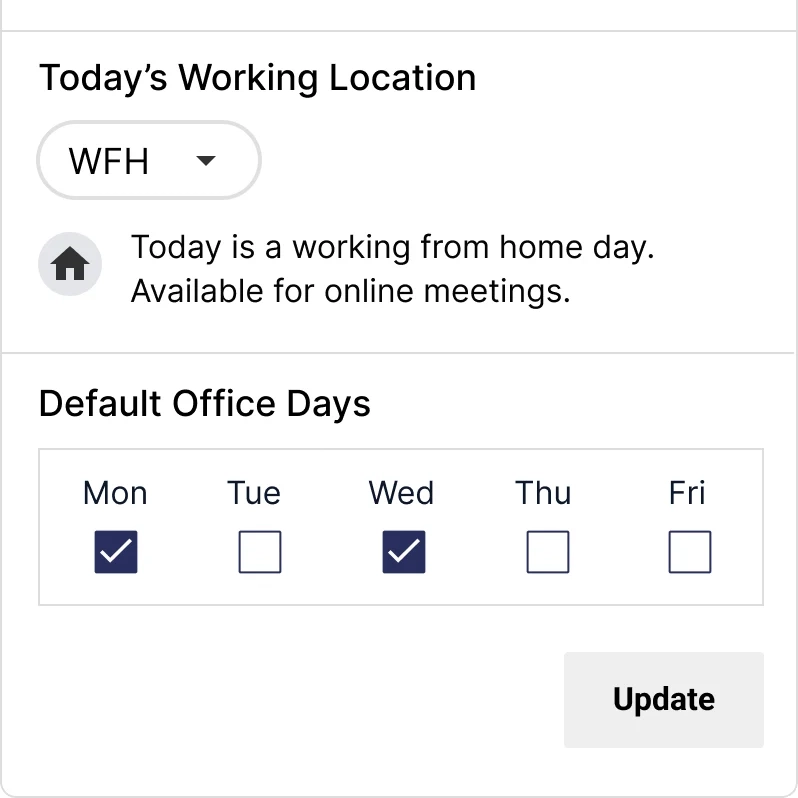 Today’s Working Location
WFH
Today is a working from home day.
Available for online meetings.
Default Office Days
Mon Tue Wed Thu Fri
Update